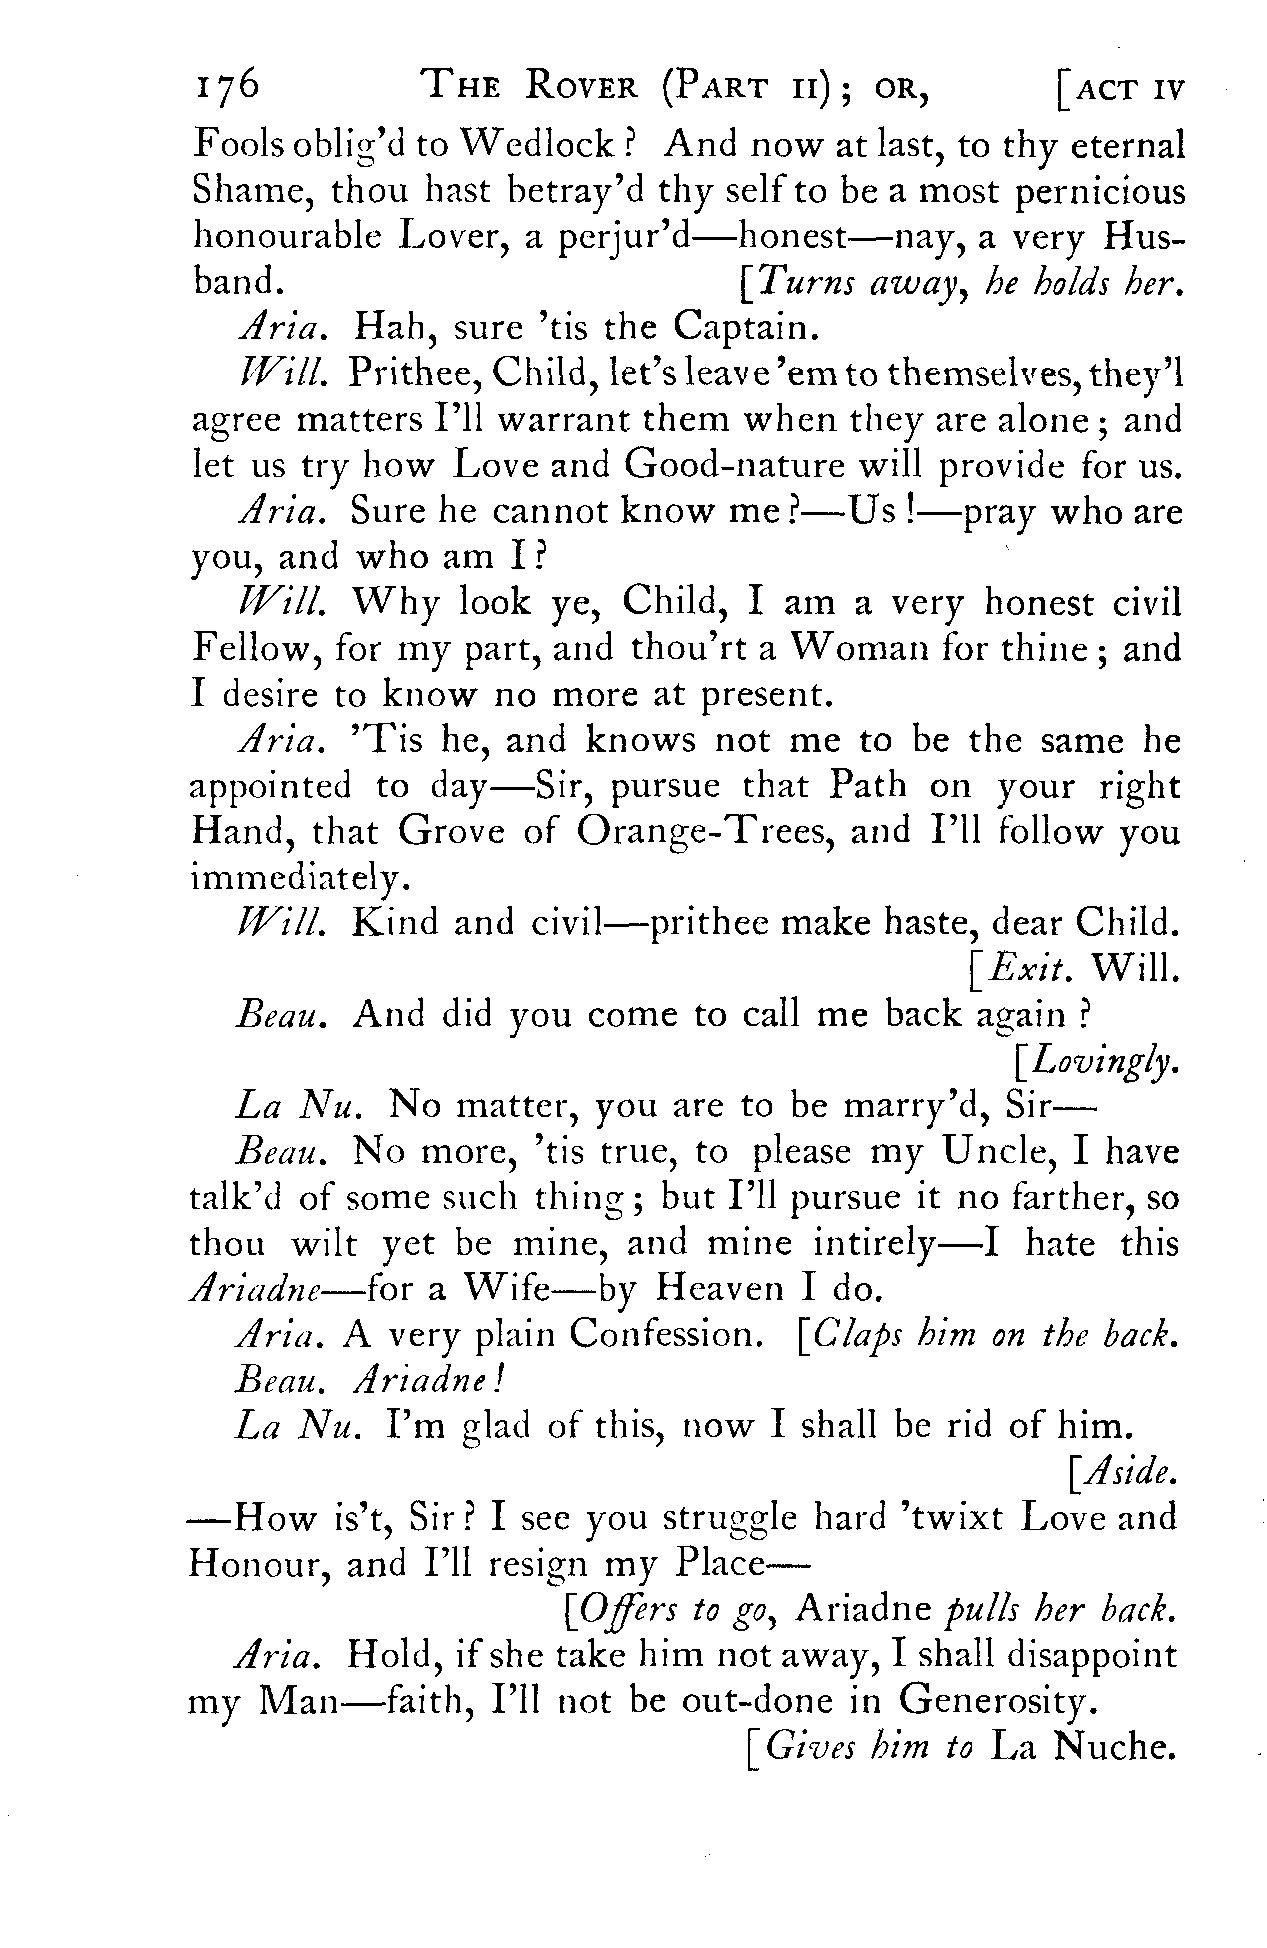 176 THE ROVER (PART II); OR, [ACT IV
Fools oblig'd to Wedlock? And now at last, to thy eternal
Shame, thou hast betray'd thy self to be a most pernicious
honourable Lover, a perjur'd—honest—nay, a very Hus-
band. [Turns away, he holds her.
Aria. Hah, sure 'tis the Captain.
Will. Prithee, Child, let's leave 'em to themselves, they'l
agree matters I'll warrant them when they are alone; and
let us try how Love and Good-nature will provide for us.
Aria. Sure he cannot know me?—Us!—pray who are
you, and who am I?
Will. Why look ye, Child, I am a very honest civil
Fellow, for my part, and thou'rt a Woman for thine; and
I desire to know no more at present.
Aria. 'Tis he, and knows not me to be the same he
appointed to day—Sir, pursue that Path on your right
Hand, that Grove of Orange-Trees, and I'll follow you
immediately.
Will. Kind and civil—prithee make haste, dear Child.
[Exit. Will.
Beau. And did you come to call me back again?
[Lovingly.
La Nu. No matter, you are to be marry'd, Sir—
Beau. No more, 'tis true, to please my Uncle, I have
talk'd of some such thing; but I'll pursue it no farther, so
thou wilt yet be mine, and mine intirely—I hate this
Ariadne—for a Wife—by Heaven I do.
Aria. A very plain Confession. [Claps him on the back.
Beau. Ariadne!
La Nu. I'm glad of this, now I shall be rid of him.
[Aside.
—How is't, Sir? I see you struggle hard 'twixt Love and
Honour, and I'll resign my Place—
[Offers to go, Ariadne pulls her back.
Aria. Hold, if she take him not away, I shall disappoint
my Man—faith, I'll not be out-done in Generosity.
[Gives him to La Nuche.